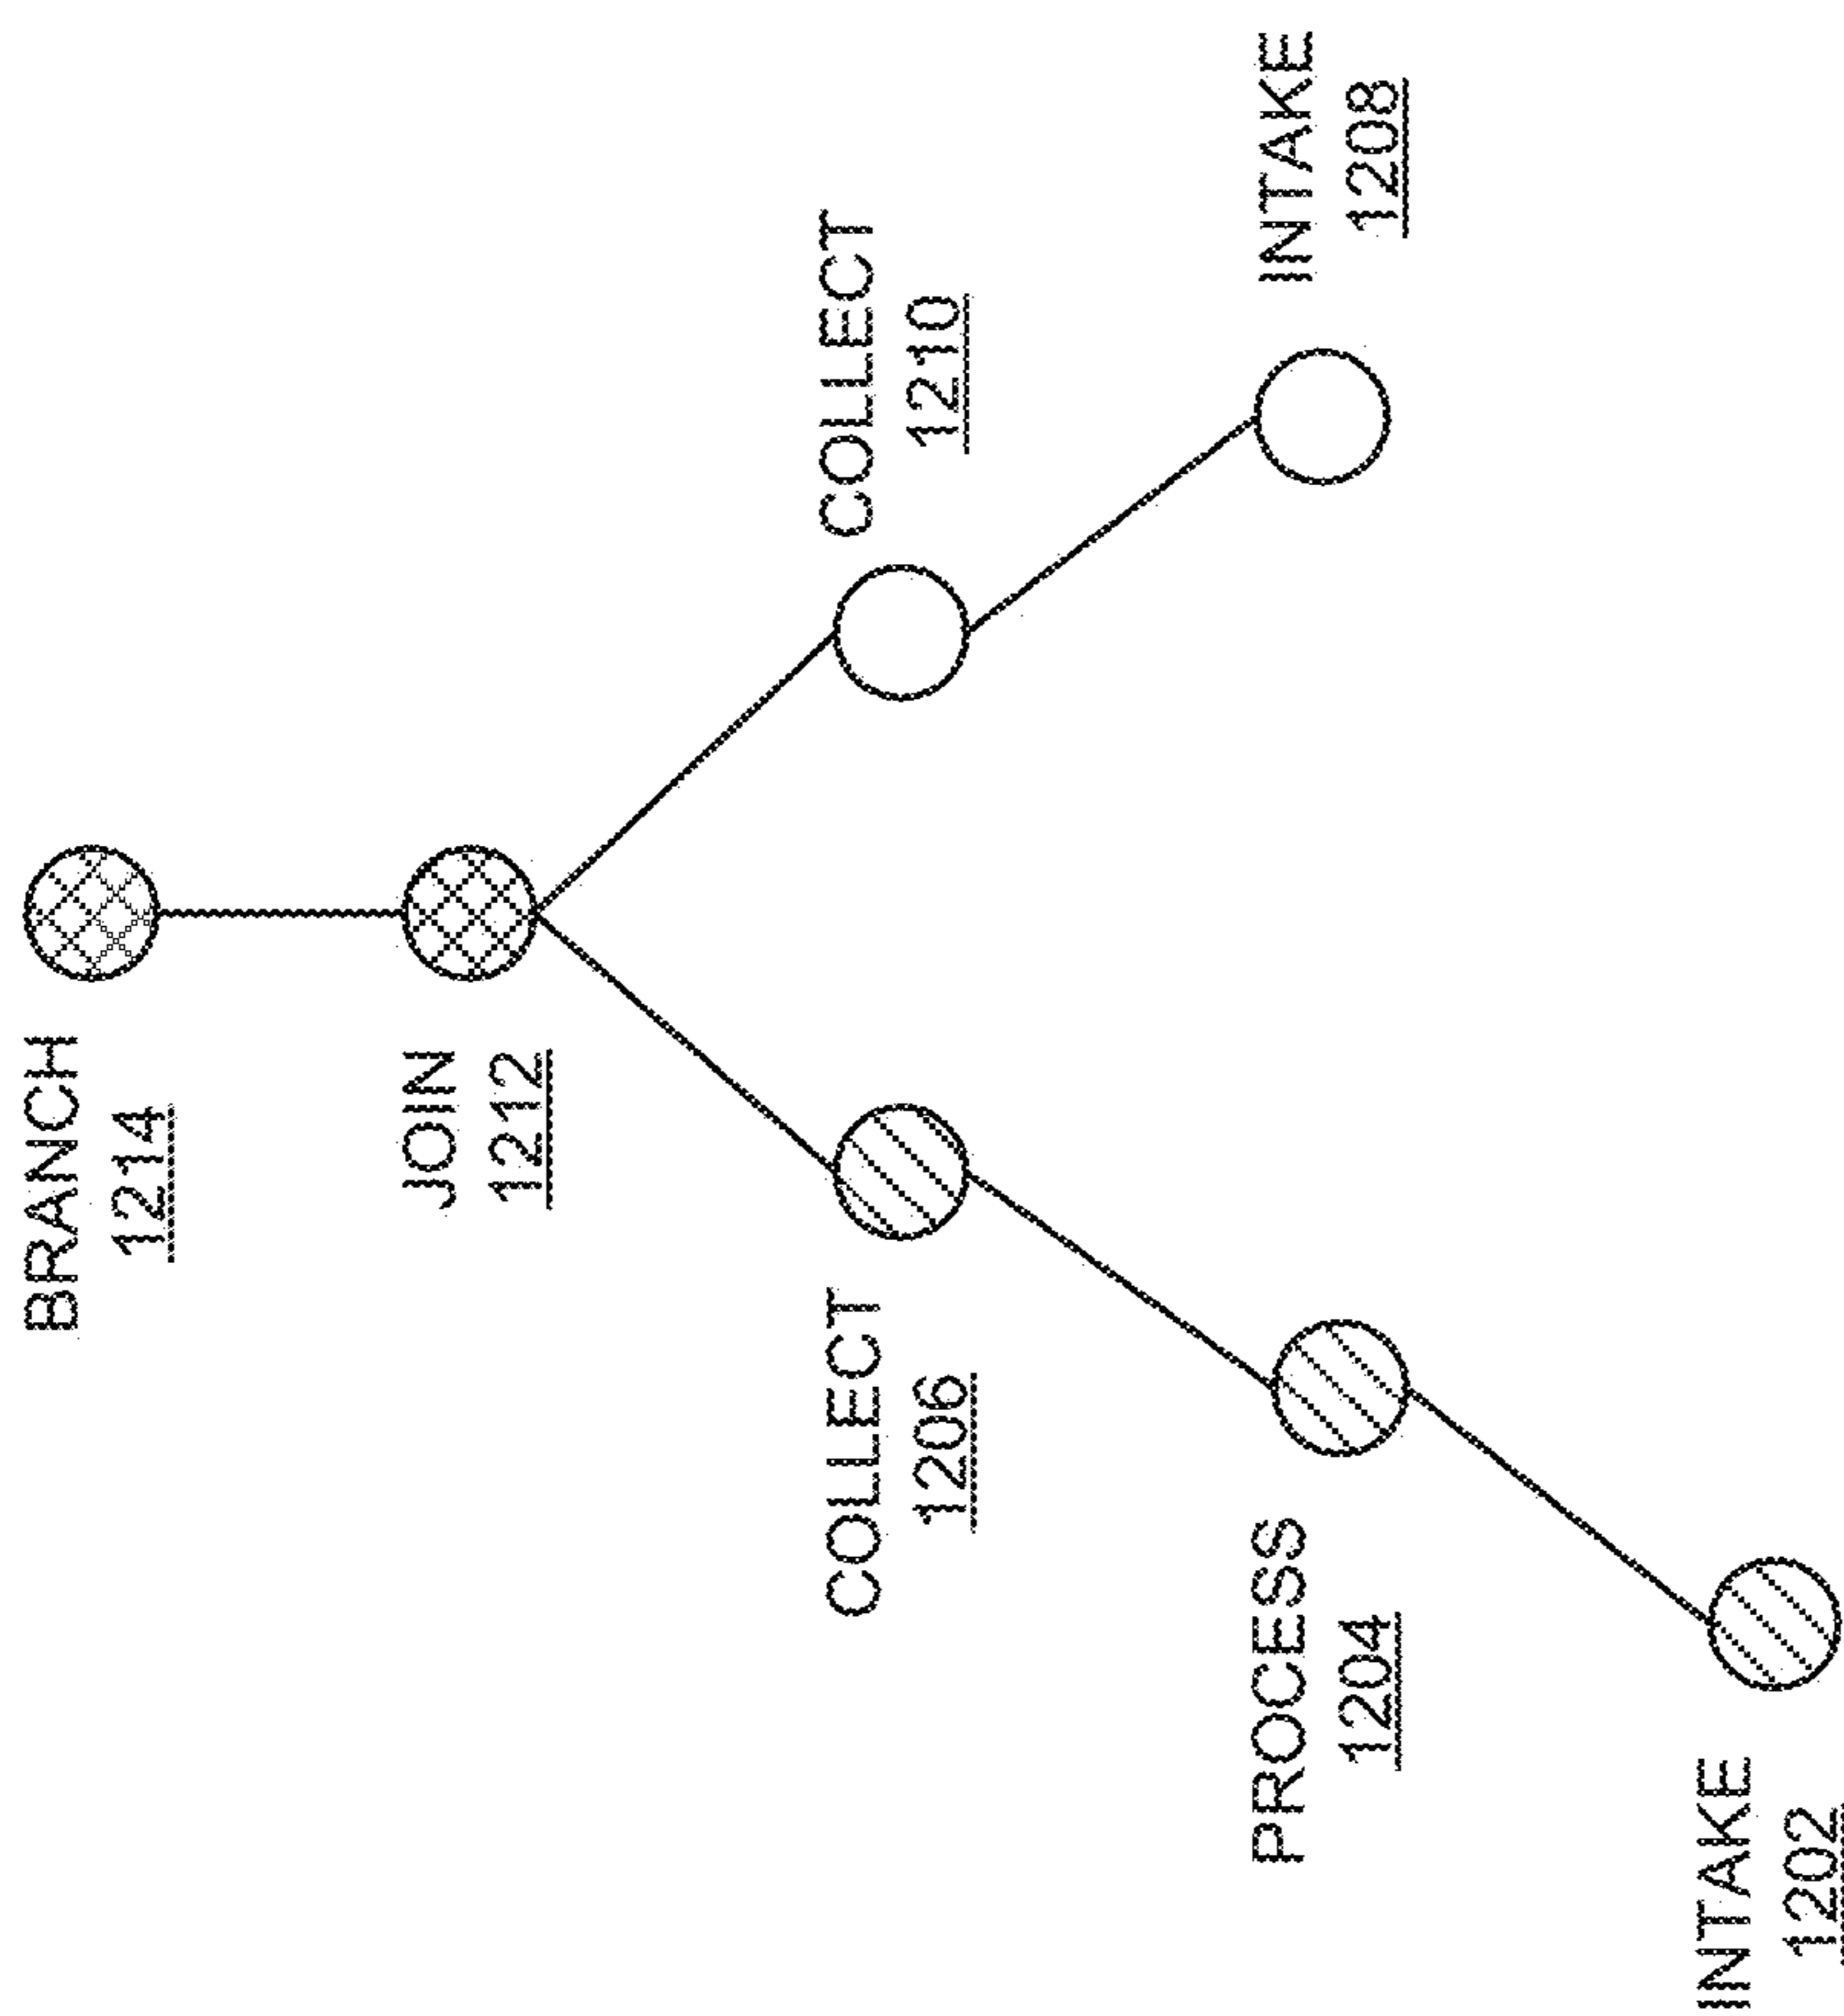 BRANCH
1214
JOIN
1212
COLLECT
1206
COLLECT
1210
PROCESS
1204
INTAKE
1208
INTAKE
1202